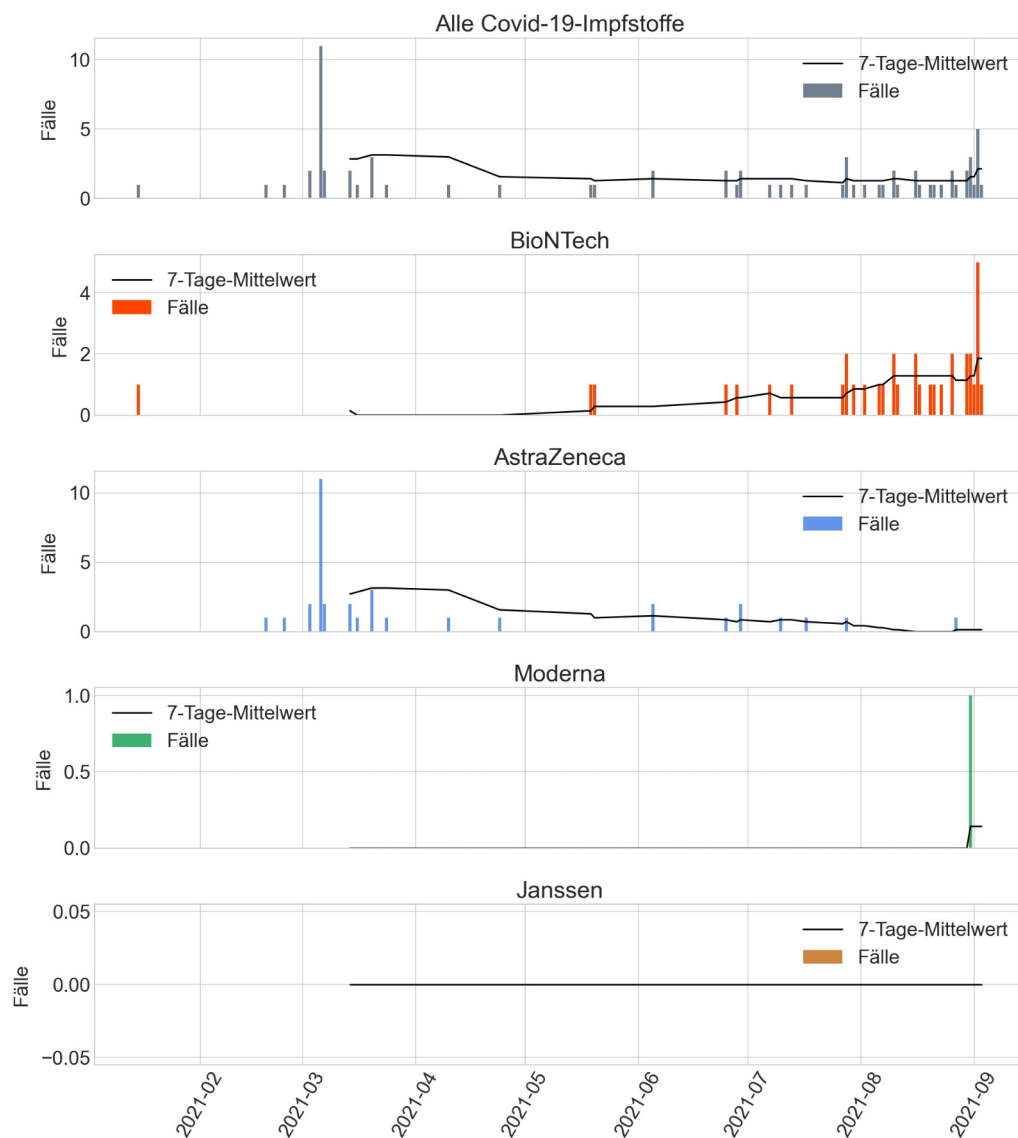 Alle Covid-19-Impfstoffe
10
5
0
Fälle
7-Tage-Mittelwert
Fälle
BioNTech
4
2
0
Fälle
7-Tage-Mittelwert
Fälle
AstraZeneca
10
5
0
Fälle
7-Tage-Mittelwert
Fälle
Moderna
1.0
0.5
0.0
Fälle
7-Tage-Mittelwert
Fälle
Janssen
0.05
0.00
−0.05
Fälle
7-Tage-Mittelwert
Fälle
2021-02
2021-03
2021-04
2021-05
2021-06
2021-07
2021-08
2021-09